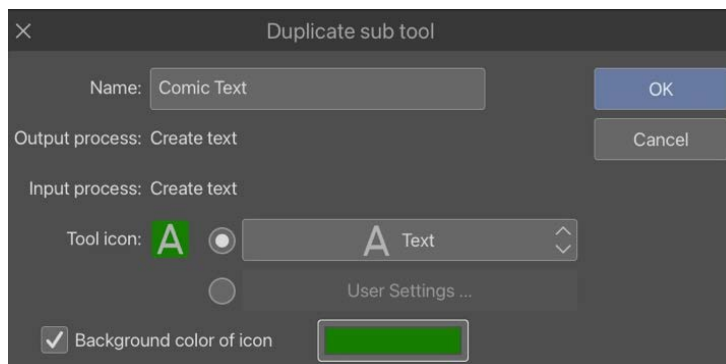 Duplicate sub tool
Name: Comic Text
OK
Output process: Create text
Cancel
Input process: Create text
Tool icon: A A Text
User Settings ...
Background color of icon